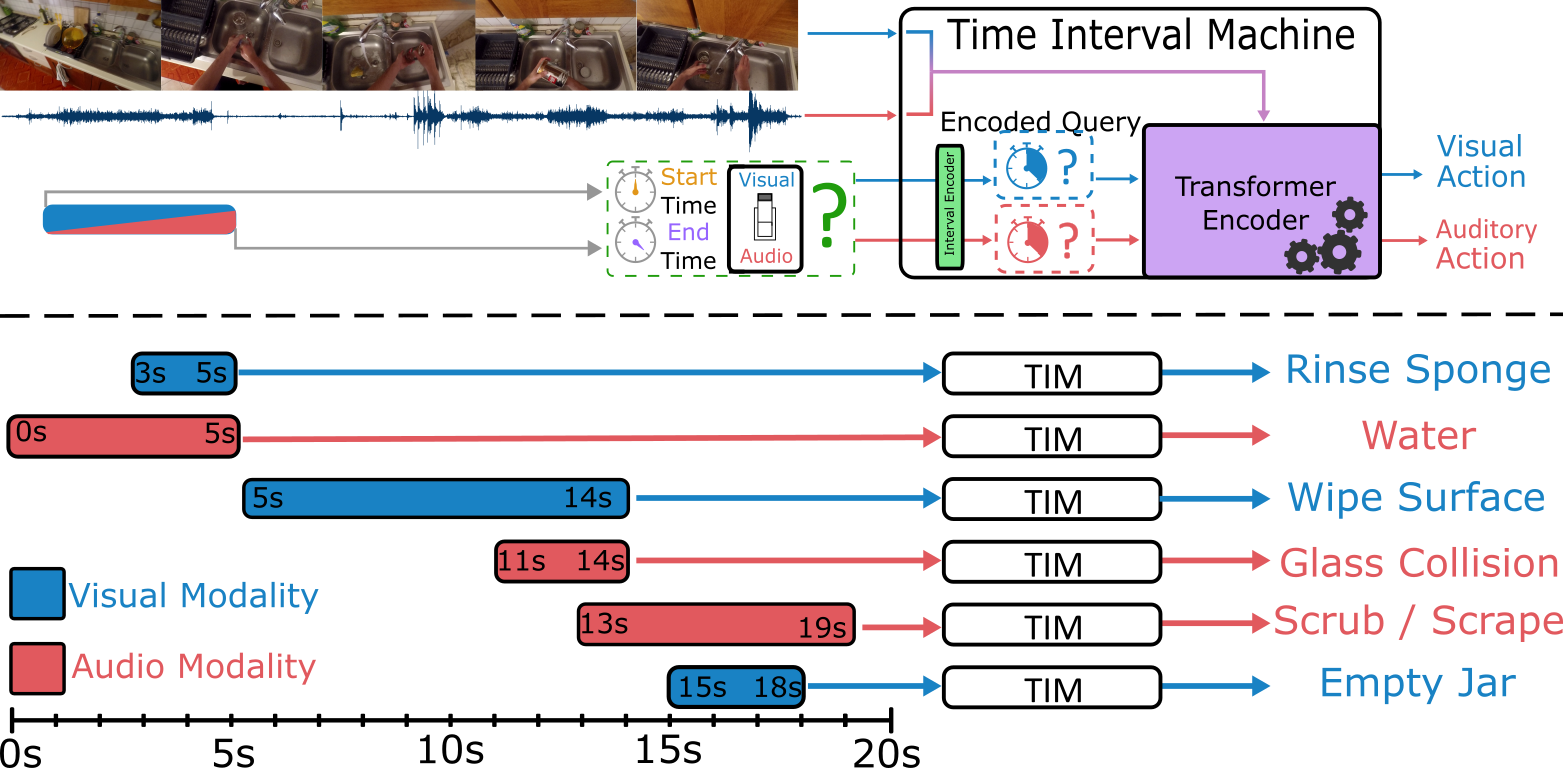 Time Interval Machine
Encoded Query
Start
Time
End
Time
Visual
Audio
?
Interval Encoder
?
?
Transformer
Encoder
Visual
Action
Auditory
Action
3s 5s
TIM
Rinse Sponge
0s 5s
TIM
Water
5s 14s
TIM
Wipe Surface
11s 14s
TIM
Glass Collision
13s 19s
TIM
Scrub / Scrape
15s 18s
TIM
Empty Jar
Visual Modality
Audio Modality
0s 5s 10s 15s 20s